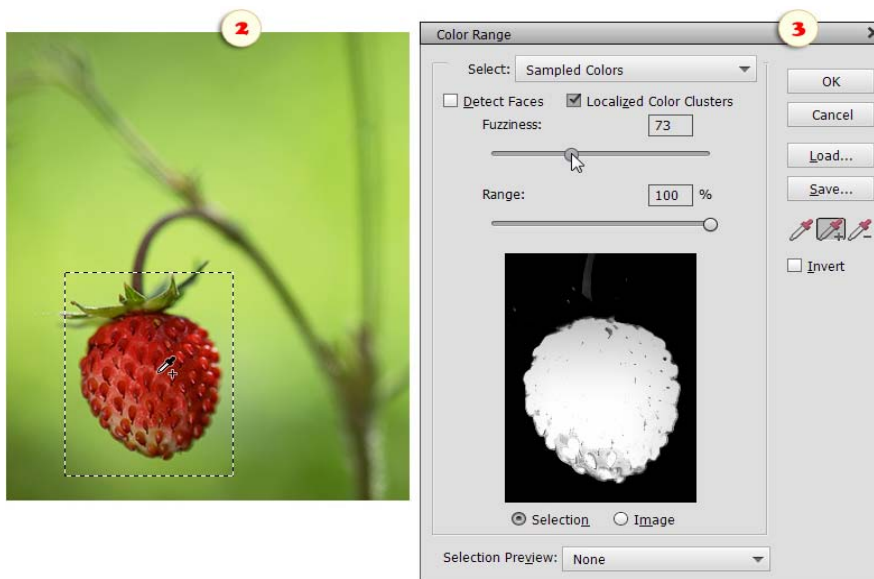 2
Color Range
3
Select: Sampled Colors
Detect Faces Localized Color Clusters
Fuzziness: 73
Range: 100 %
Selection Image
Selection Preview: None
OK
Cancel
Load...
Save...
Invert